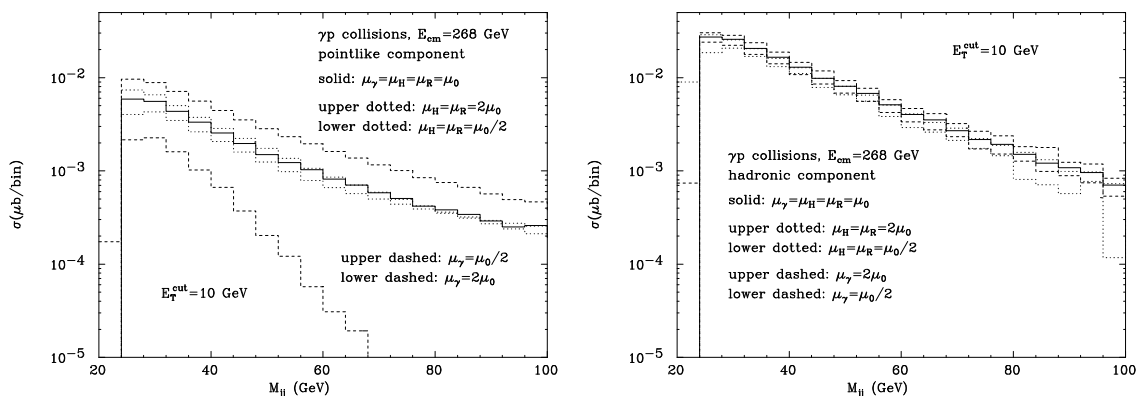 γp collisions, E_cm=268 GeV
pointlike component
solid: μ_γ=μ_H=μ_R=μ_0
upper dotted: μ_H=μ_R=2μ_0
lower dotted: μ_H=μ_R=μ_0/2
upper dashed: μ_γ=μ_0/2
lower dashed: μ_γ=2μ_0
E_T^cut=10 GeV
σ(μb/bin)
10^−2
10^−3
10^−4
10^−5
20 40 60 80 100
M_jj (GeV)
E_T^cut=10 GeV
γp collisions, E_cm=268 GeV
hadronic component
solid: μ_γ=μ_H=μ_R=μ_0
upper dotted: μ_H=μ_R=2μ_0
lower dotted: μ_H=μ_R=μ_0/2
upper dashed: μ_γ=2μ_0
lower dashed: μ_γ=μ_0/2
σ(μb/bin)
10^−2
10^−3
10^−4
10^−5
20 40 60 80 100
M_jj (GeV)